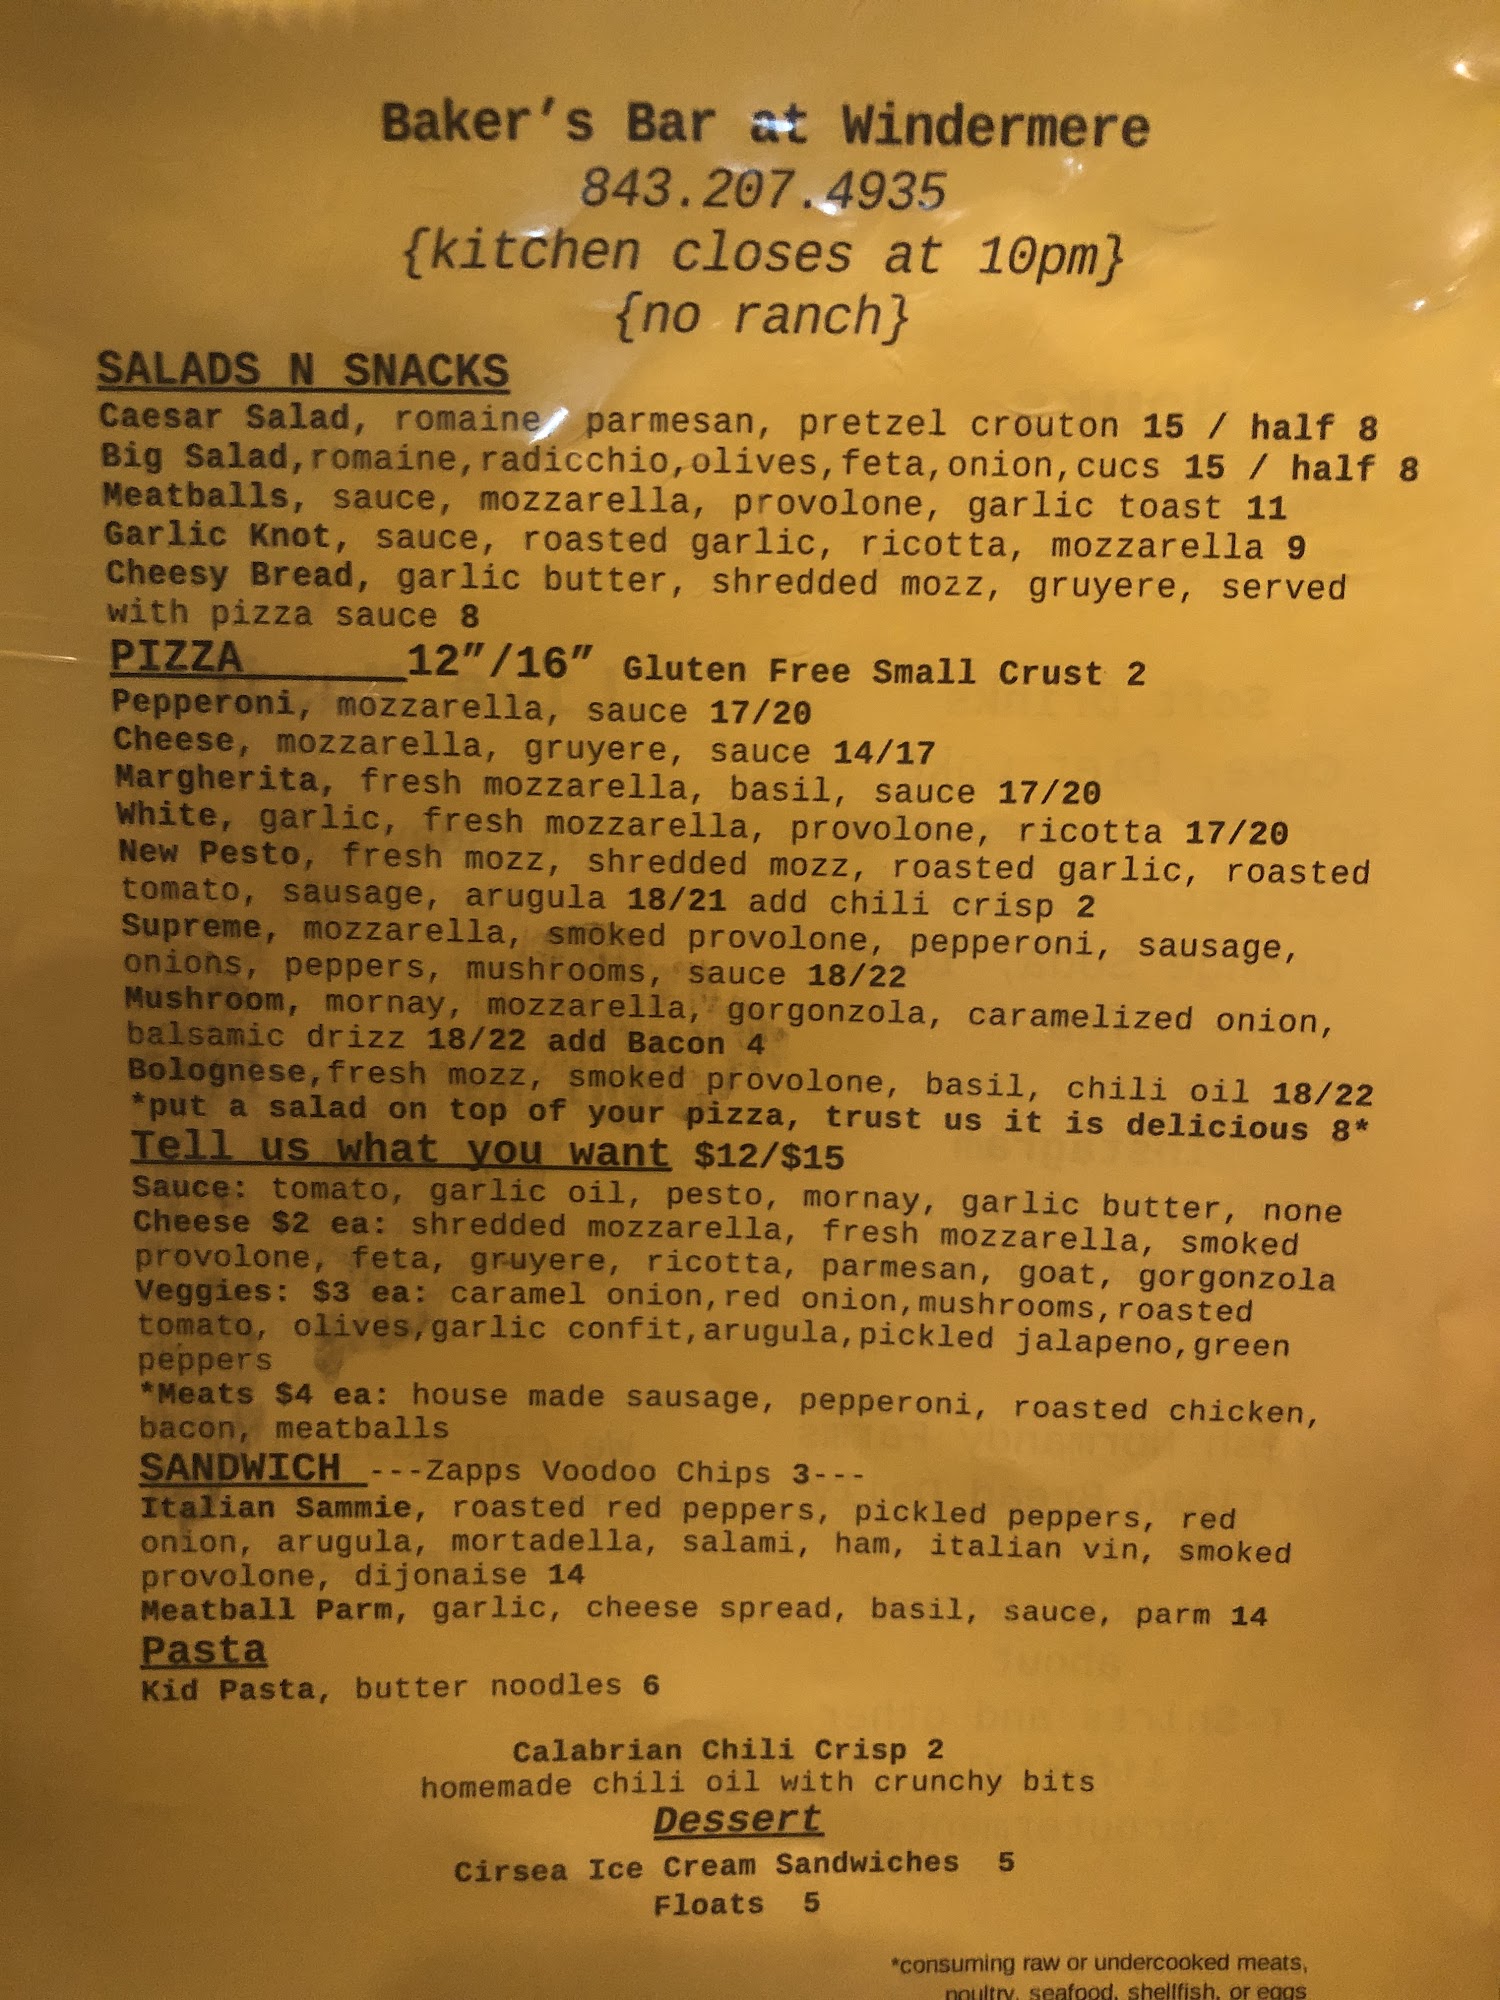 Baker's Bar at Windermere
843.207.4935
{kitchen closes at 10pm}
{no ranch}
SALADS N SNACKS
Caesar Salad, romaine, parmesan, pretzel crouton 15 / half 8
Big Salad,romaine,radicchio,olives,feta,onion,cucs 15 / half 8
Meatballs, sauce, mozzarella, provolone, garlic toast 11
Garlic Knot, sauce, roasted garlic, ricotta, mozzarella 9
Cheesy Bread, garlic butter, shredded mozz, gruyere, served
with pizza sauce 8
PIZZA 12"/16" Gluten Free Small Crust 2
Pepperoni, mozzarella, sauce 17/20
Cheese, mozzarella, gruyere, sauce 14/17
Margherita, fresh mozzarella, basil, sauce 17/20
White, garlic, fresh mozzarella, provolone, ricotta 17/20
New Pesto, fresh mozz, shredded mozz, roasted garlic, roasted
tomato, sausage, arugula 18/21 add chili crisp 2
Supreme, mozzarella, smoked provolone, pepperoni, sausage,
onions, peppers, mushrooms, sauce 18/22
Mushroom, mornay, mozzarella, gorgonzola, caramelized onion,
balsamic drizz 18/22 add Bacon 4
Bolognese,fresh mozz, smoked provolone, basil, chili oil 18/22
*put a salad on top of your pizza, trust us it is delicious 8*
Tell us what you want $12/$15
Sauce: tomato, garlic oil, pesto, mornay, garlic butter, none
Cheese $2 ea: shredded mozzarella, fresh mozzarella, smoked
provolone, feta, gruyere, ricotta, parmesan, goat, gorgonzola
Veggies: $3 ea: caramel onion,red onion,mushrooms,roasted
tomato, olives,garlic confit,arugula,pickled jalapeno,green
peppers
*Meats $4 ea: house made sausage, pepperoni, roasted chicken,
bacon, meatballs
SANDWICH ---Zapps Voodoo Chips 3---
Italian Sammie, roasted red peppers, pickled peppers, red
onion, arugula, mortadella, salami, ham, italian vin, smoked
provolone, dijonaise 14
Meatball Parm, garlic, cheese spread, basil, sauce, parm 14
Pasta
Kid Pasta, butter noodles 6
Calabrian Chili Crisp 2
homemade chili oil with crunchy bits
Dessert
Cirsea Ice Cream Sandwiches 5
Floats 5
*consuming raw or undercooked meats,
poultry, seafood, shellfish, or eggs